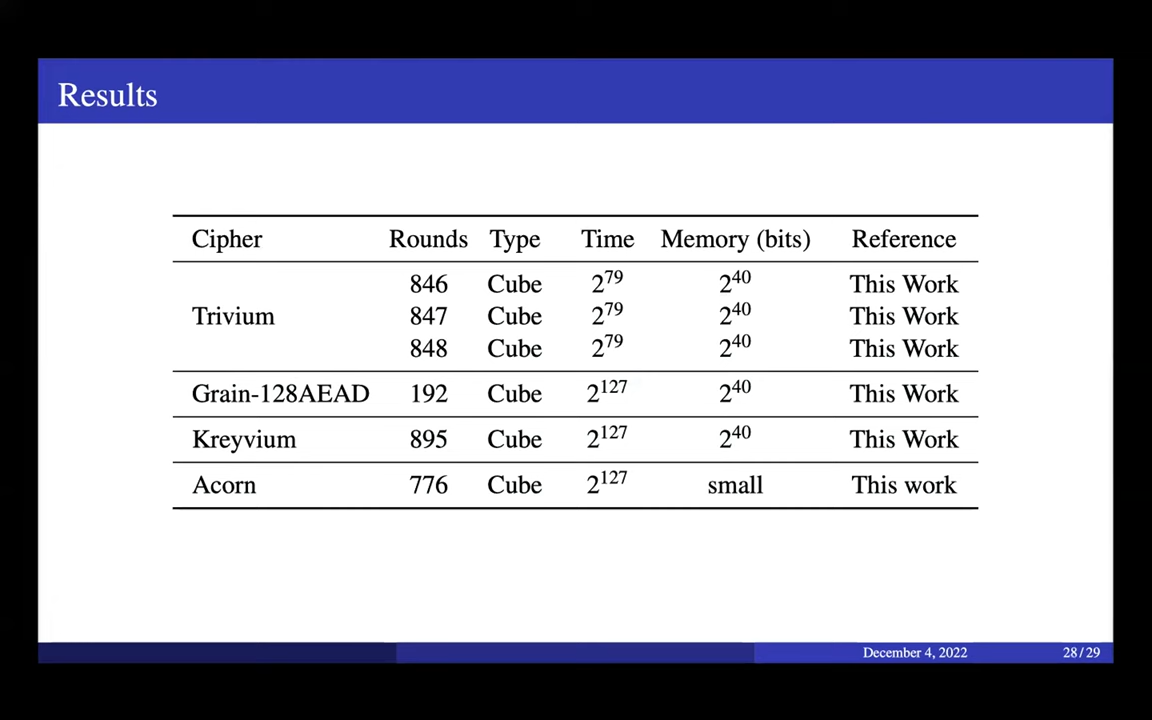 Results
Cipher Rounds Type Time Memory (bits) Reference
846 Cube 2^79 2^40 This Work
Trivium 847 Cube 2^79 2^40 This Work
848 Cube 2^79 2^40 This Work
Grain-128AEAD 192 Cube 2^127 2^40 This Work
Kreyvium 895 Cube 2^127 2^40 This Work
Acorn 776 Cube 2^127 small This work
December 4, 2022 28 / 29